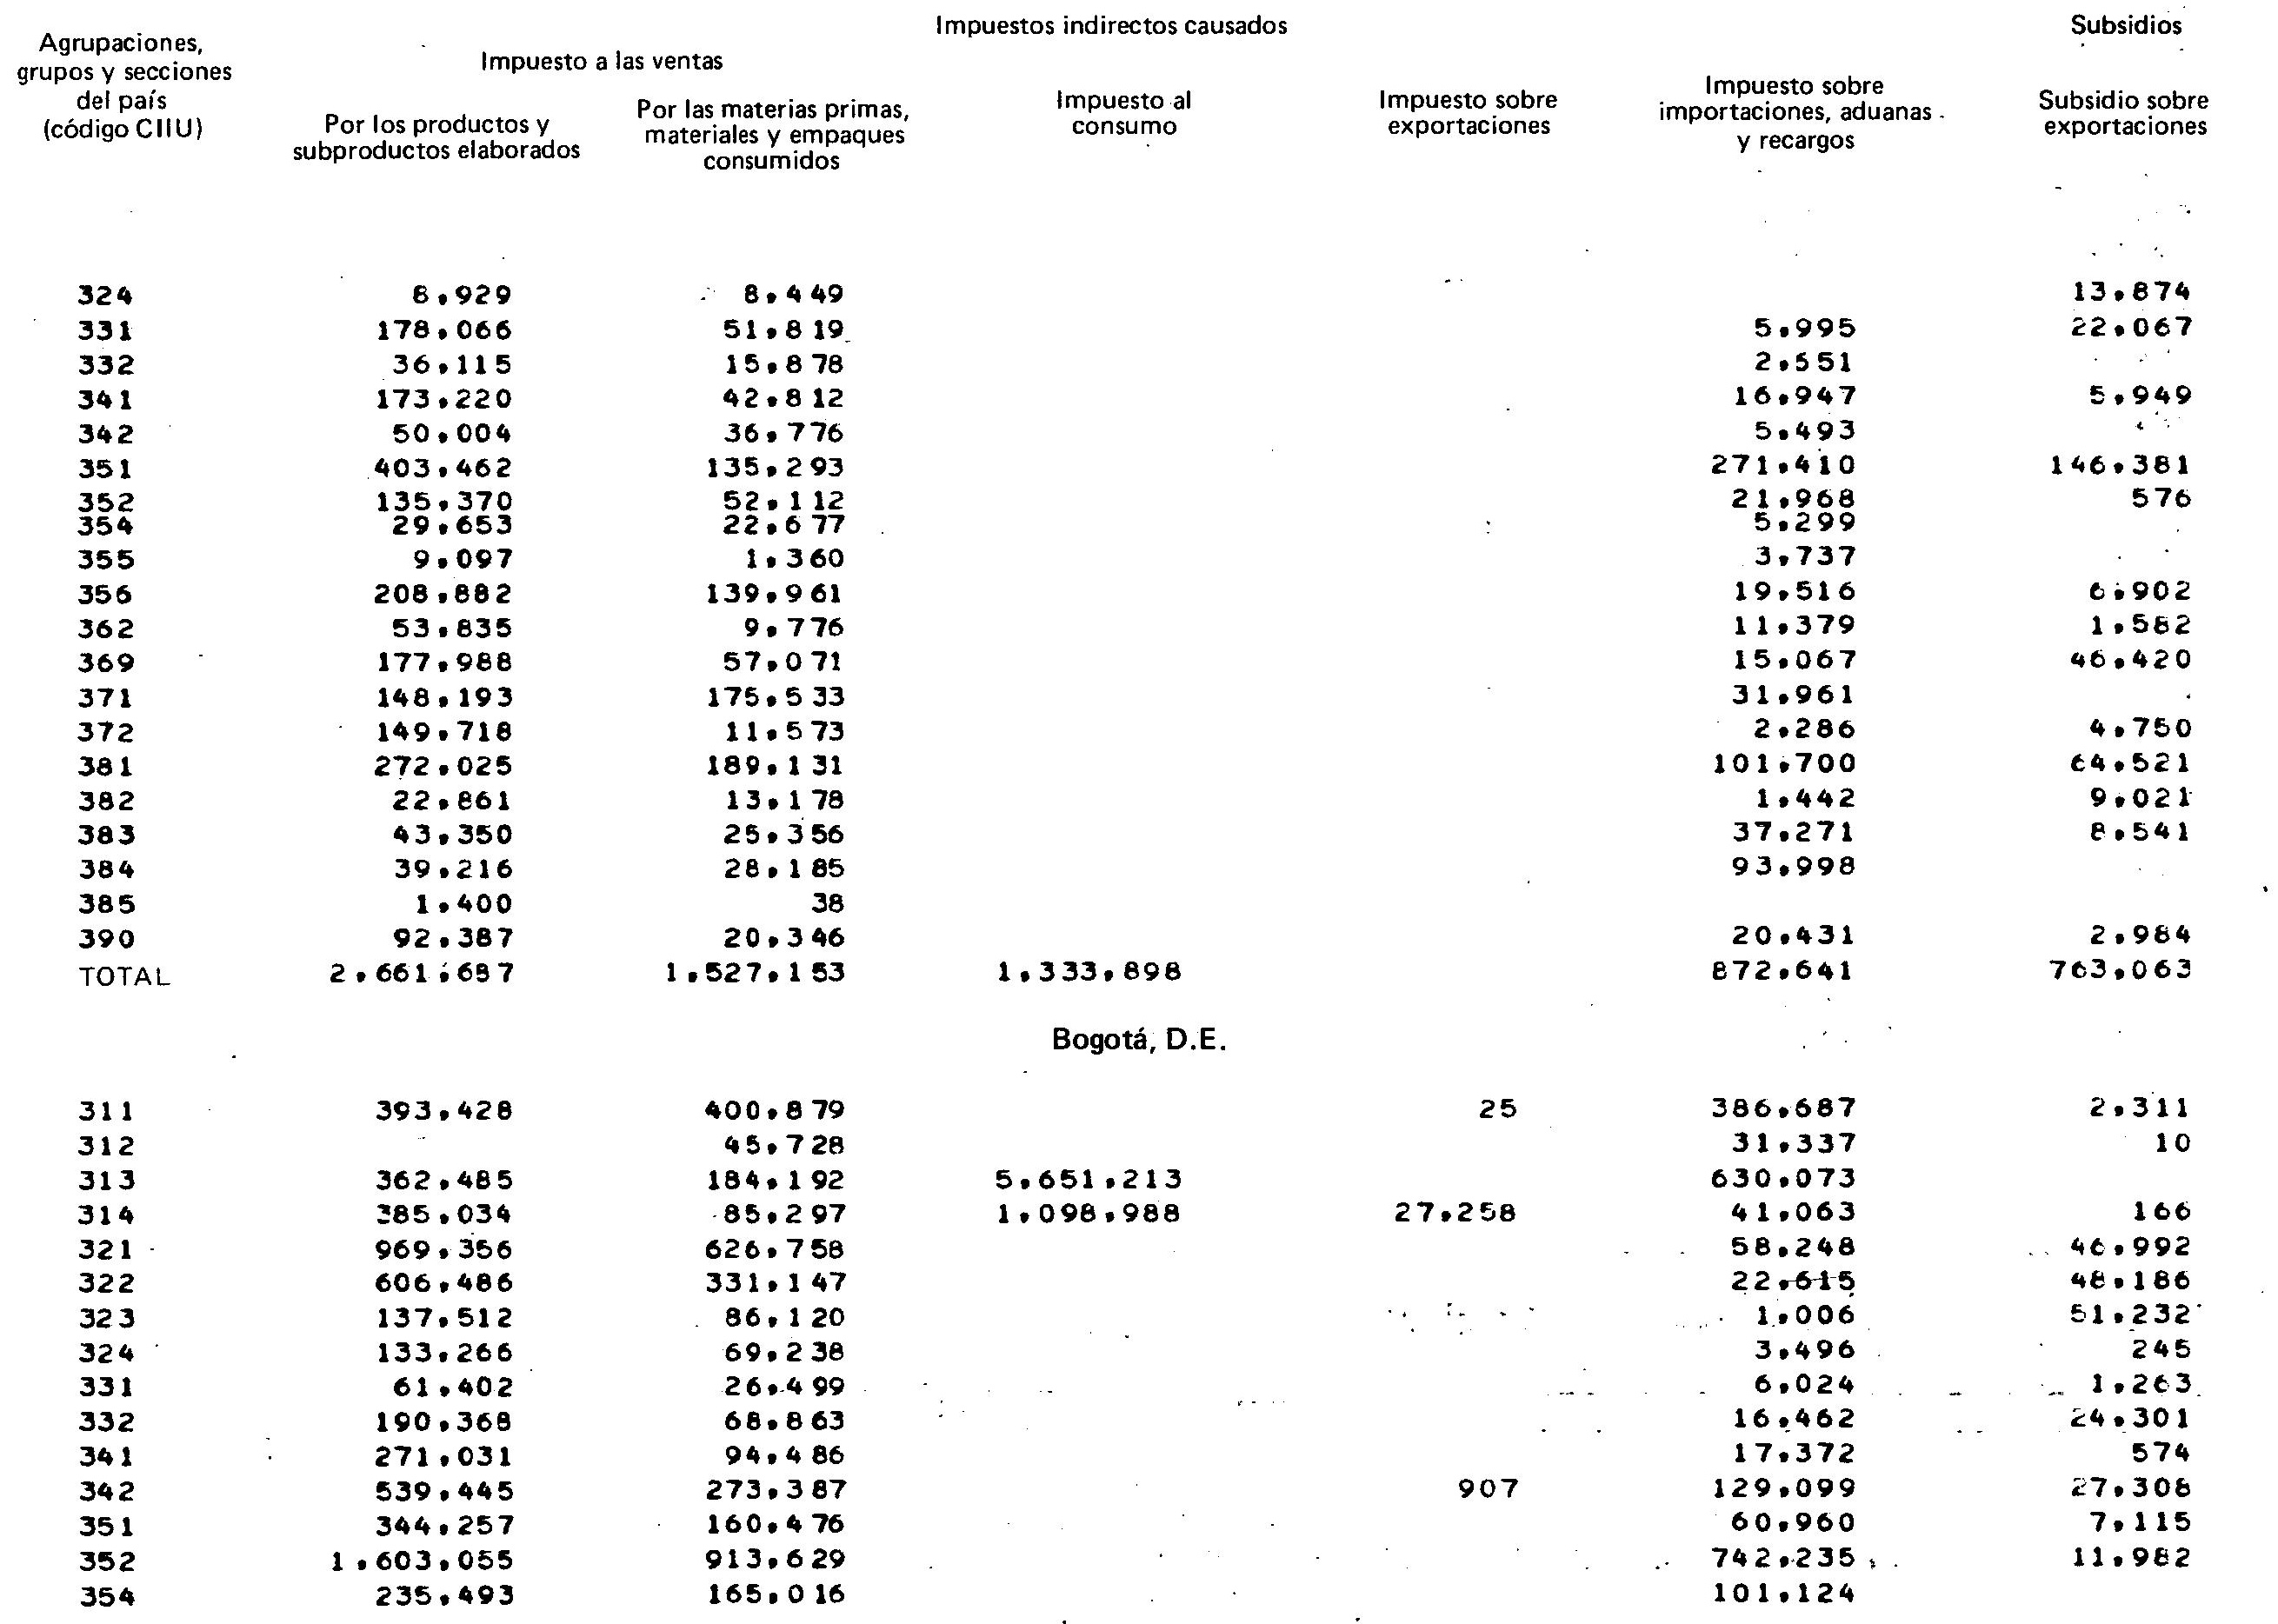 Impuestos indirectos causados Subsidios
Agrupaciones,
grupos y secciones
del país
(código CIIU)
Impuesto a las ventas
Por los productos y
subproductos elaborados
Por las materias primas,
materiales y empaques
consumidos
Impuesto al
consumo
Impuesto sobre
exportaciones
Impuesto sobre
importaciones, aduanas
y recargos
Subsidio sobre
exportaciones
324 8,929 8,449 13,874
331 178,066 51,819 5,995 22,067
332 36,115 15,878 2,551
341 173,220 42,812 16,947 5,949
342 50,004 36,776 5,493
351 403,462 135,293 271,410 146,381
352 135,370 52,112 21,968 576
354 29,653 22,677 5,299
355 9,097 1,360 3,737
356 208,882 139,961 19,516 6,902
362 53,835 9,776 11,379 1,582
369 177,988 57,071 15,067 46,420
371 148,193 175,533 31,961
372 149,718 11,573 2,286 4,750
381 272,025 189,131 101,700 64,521
382 22,861 13,178 1,442 9,021
383 43,350 25,356 37,271 8,541
384 39,216 28,185 93,998
385 1,400 38
390 92,387 20,346 20,431 2,984
TOTAL 2,661,687 1,527,153 1,333,898 872,641 763,063
Bogotá, D.E.
311 393,428 400,879 25 386,687 2,311
312 45,728 31,337 10
313 362,485 184,192 5,651,213 630,073
314 385,034 85,297 1,098,988 27,258 41,063 166
321 969,356 626,758 58,248 46,992
322 606,486 331,147 22,615 48,186
323 137,512 86,120 1,006 51,232
324 133,266 69,238 3,496 245
331 61,402 26,499 6,024 1,263
332 190,368 68,863 16,462 24,301
341 271,031 94,486 17,372 574
342 539,445 273,387 907 129,099 27,308
351 344,257 160,476 60,960 7,115
352 1,603,055 913,629 742,235 11,982
354 235,493 165,016 101,124